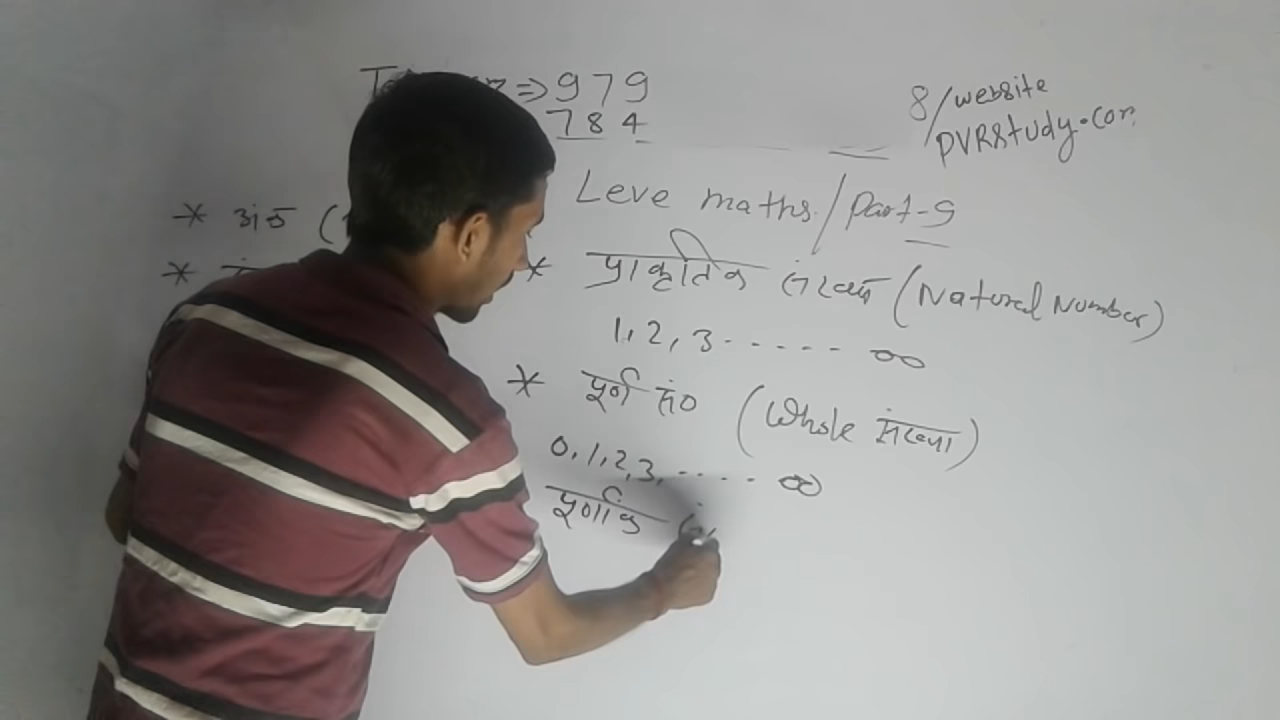 => 979
784
8/website
PVRStudy.com
Leve maths / Part-9
* अंक (
*
* प्राकृतिक संख्या (Natural Number)
1, 2, 3 ...... ∞
* पूर्ण सं० (Whole संख्या)
0, 1, 2, 3, ..... ∞
पूर्णांक